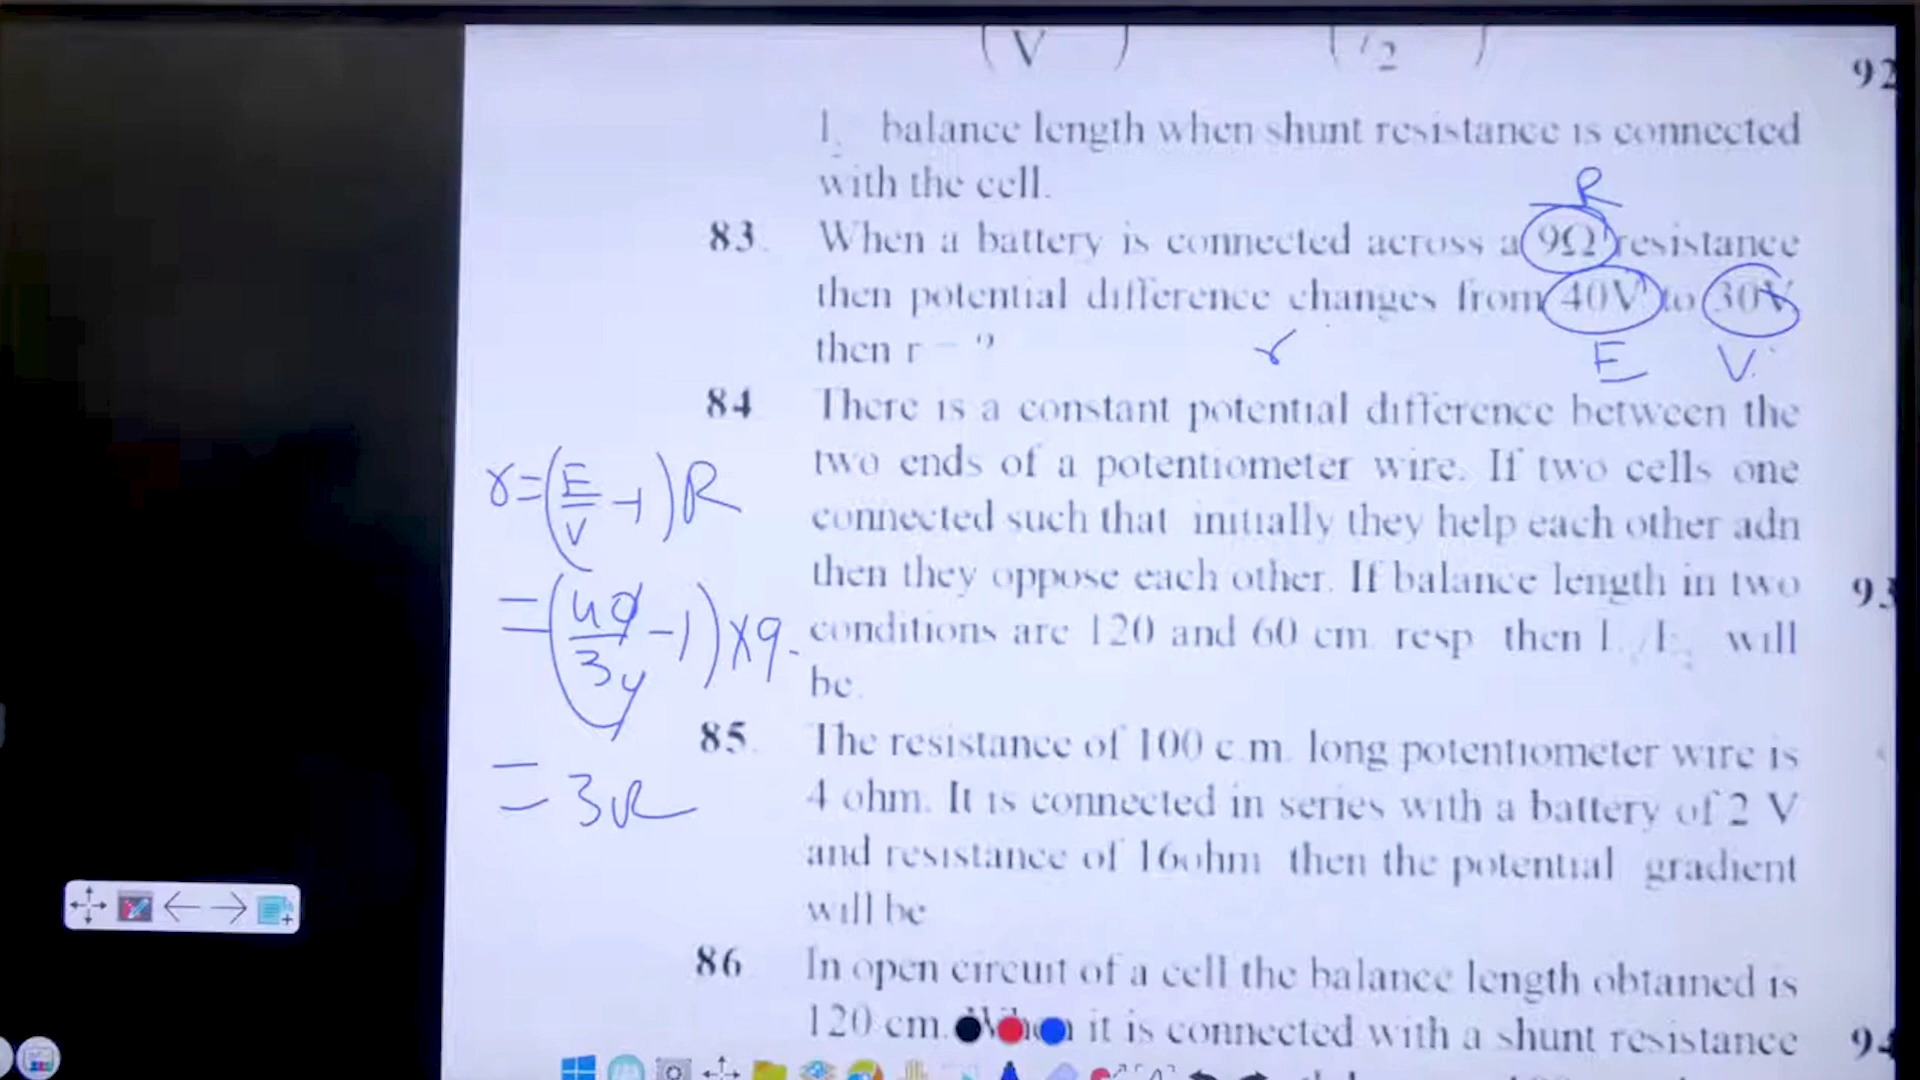 V
/2
92
l balance length when shunt resistance is connected
with the cell.
R
83. When a battery is connected across a 9Ω resistance
then potential difference changes from 40V to 30V
then r = ?
r E V
84 There is a constant potential difference between the
two ends of a potentiometer wire. If two cells one
connected such that initially they help each other adn
then they oppose each other. If balance length in two
93
conditions are 120 and 60 cm. resp then E /E will
be.
r=(E/V -1)R
=(40/30 -1)×9
=3Ω
85. The resistance of 100 c.m. long potentiometer wire is
4 ohm. It is connected in series with a battery of 2 V
and resistance of 16ohm then the potential gradient
will be
86 In open circuit of a cell the balance length obtained is
120 cm. When it is connected with a shunt resistance
94